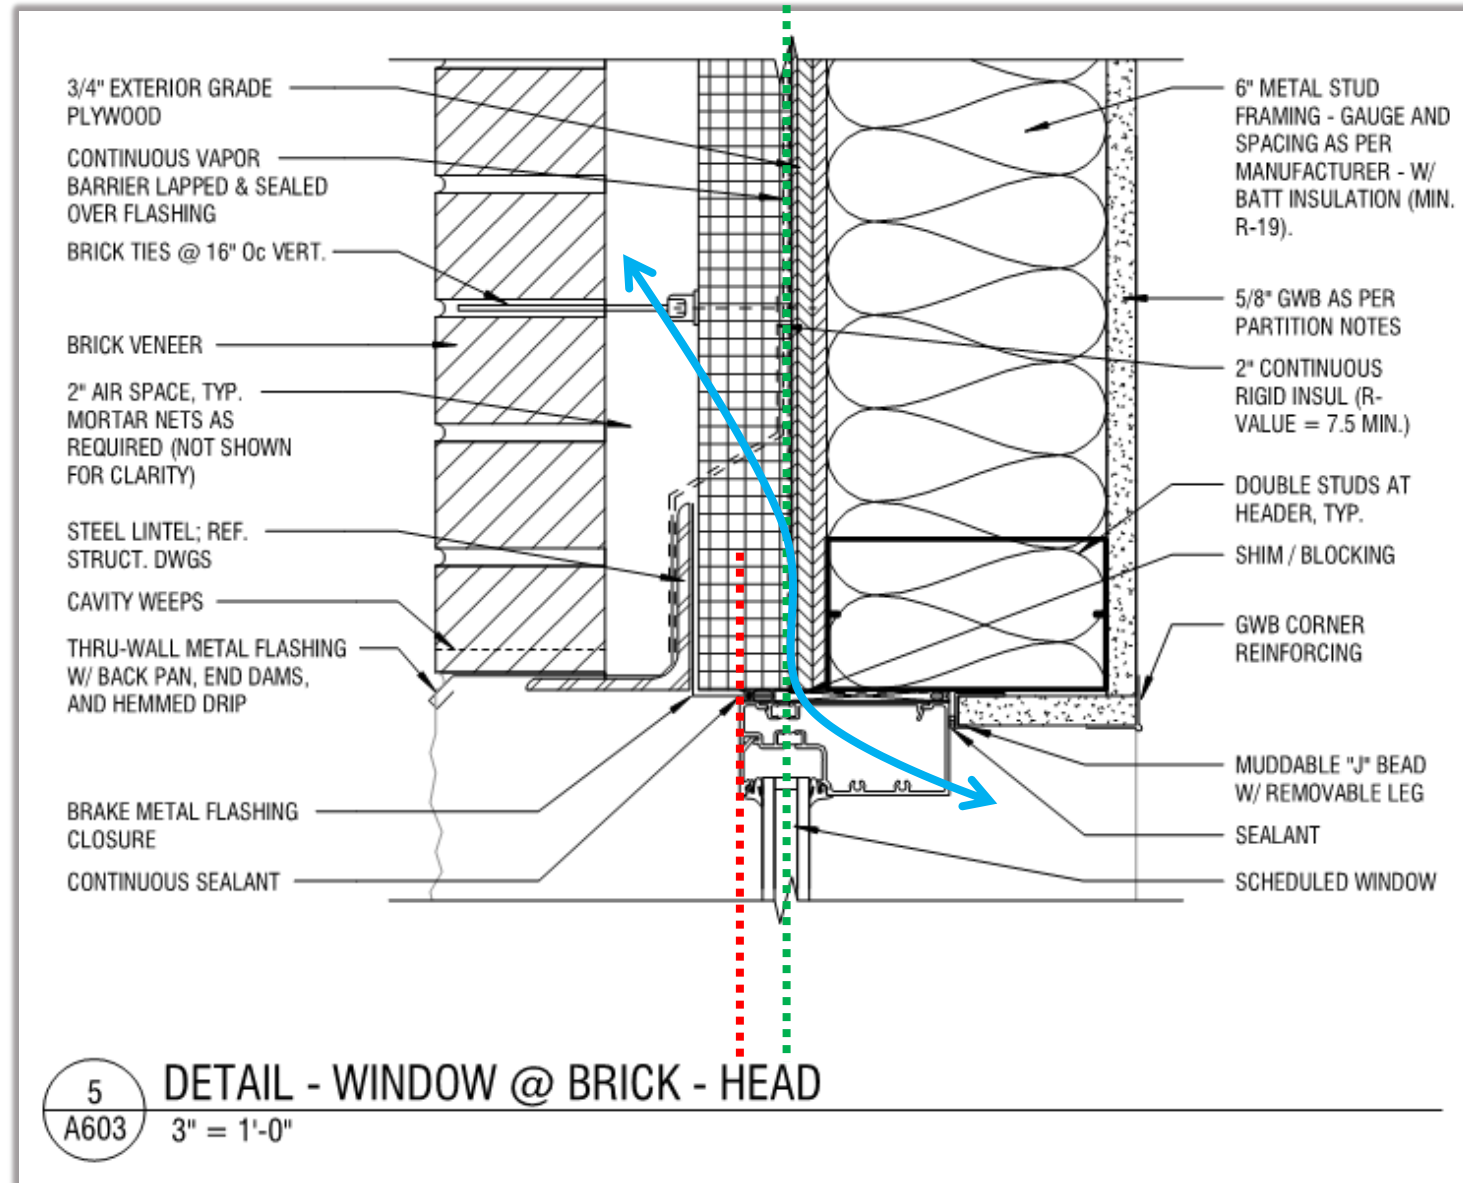 3/4" EXTERIOR GRADE
PLYWOOD
CONTINUOUS VAPOR
BARRIER LAPPED & SEALED
OVER FLASHING
BRICK TIES @ 16" Oc VERT.
BRICK VENEER
2" AIR SPACE, TYP.
MORTAR NETS AS
REQUIRED (NOT SHOWN
FOR CLARITY)
STEEL LINTEL; REF.
STRUCT. DWGS
CAVITY WEEPS
THRU-WALL METAL FLASHING
W/ BACK PAN, END DAMS,
AND HEMMED DRIP
BRAKE METAL FLASHING
CLOSURE
CONTINUOUS SEALANT
6" METAL STUD
FRAMING - GAUGE AND
SPACING AS PER
MANUFACTURER - W/
BATT INSULATION (MIN.
R-19).
5/8" GWB AS PER
PARTITION NOTES
2" CONTINUOUS
RIGID INSUL (R-
VALUE = 7.5 MIN.)
DOUBLE STUDS AT
HEADER, TYP.
SHIM / BLOCKING
GWB CORNER
REINFORCING
MUDDABLE "J" BEAD
W/ REMOVABLE LEG
SEALANT
SCHEDULED WINDOW
5
A603
DETAIL - WINDOW @ BRICK - HEAD
3" = 1'-0"